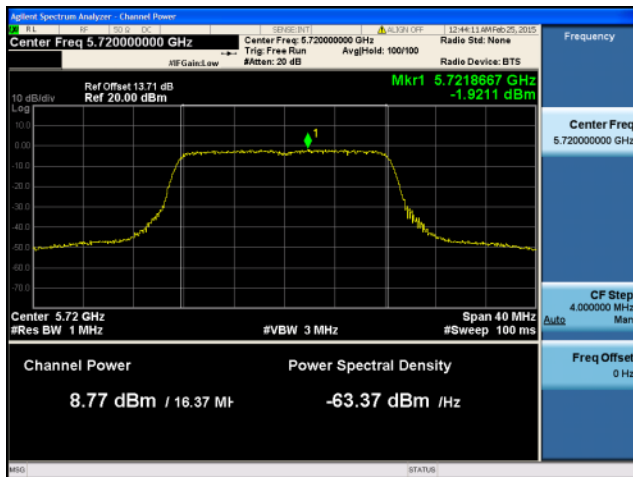 Agilent Spectrum Analyzer - Channel Power
RL RF 50 Ω DC SENSE:INT ALIGN OFF 12:44:11 AM Feb 25, 2015
Center Freq 5.720000000 GHz Center Freq: 5.720000000 GHz Radio Std: None
Trig: Free Run Avg|Hold: 100/100
#IFGain:Low #Atten: 20 dB Radio Device: BTS
Mkr1 5.7218667 GHz
-1.9211 dBm
Ref Offset 13.71 dB
10 dB/div Ref 20.00 dBm
Log
10.0
0.00
-10.0
-20.0
-30.0
-40.0
-50.0
-60.0
-70.0
1
Center 5.72 GHz Span 40 MHz
#Res BW 1 MHz #VBW 3 MHz #Sweep 100 ms
Channel Power Power Spectral Density
8.77 dBm / 16.37 MH -63.37 dBm /Hz
MSG STATUS
Frequency
Center Freq
5.720000000 GHz
CF Step
4.000000 MHz
Auto Man
Freq Offset
0 Hz